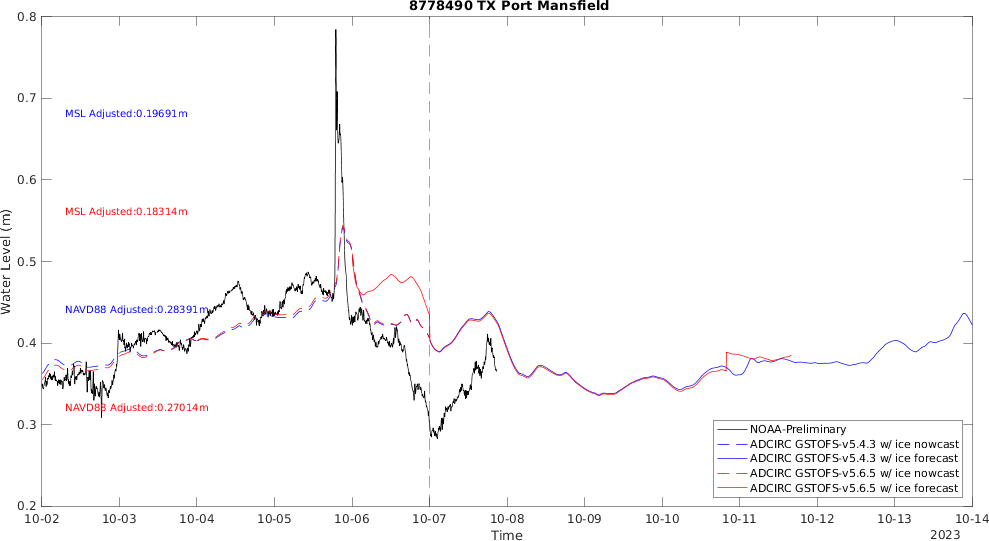 8778490 TX Port Mansfield
0.8
0.7
0.6
0.5
0.4
0.3
0.2
Water Level (m)
MSL Adjusted:0.19691m
MSL Adjusted:0.18314m
NAVD88 Adjusted:0.28391m
NAVD88 Adjusted:0.27014m
NOAA-Preliminary
ADCIRC GSTOFS-v5.4.3 w/ ice nowcast
ADCIRC GSTOFS-v5.4.3 w/ ice forecast
ADCIRC GSTOFS-v5.6.5 w/ ice nowcast
ADCIRC GSTOFS-v5.6.5 w/ ice forecast
10-02 10-03 10-04 10-05 10-06 10-07 10-08 10-09 10-10 10-11 10-12 10-13 10-14
Time
2023